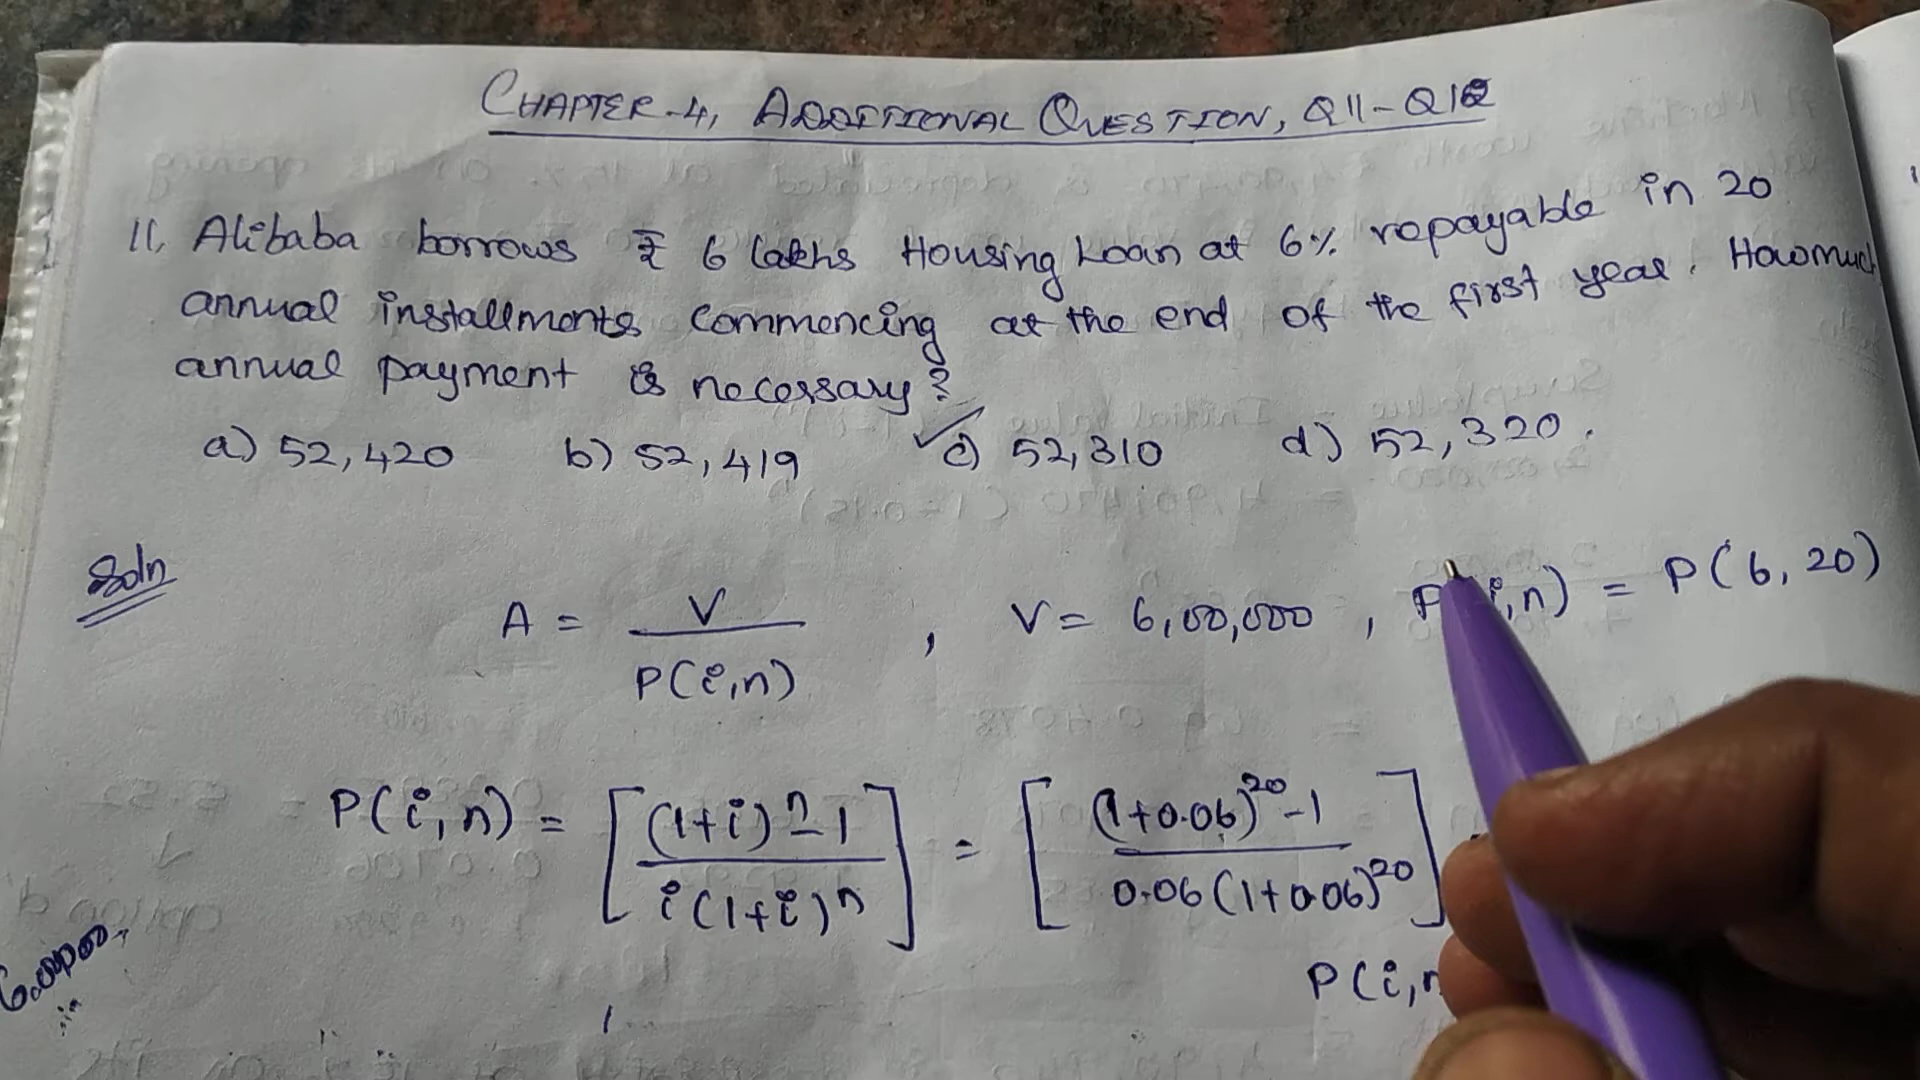 CHAPTER-4, ADDITIONAL QUESTION, Q11-Q12
11. Alibaba borrows ₹ 6 lakhs Housing Loan at 6% repayable in 20
annual installments commencing at the end of the first year. How much
annual payment is necessary?
a) 52,420 b) 52,419 ✓c) 52,310 d) 52,320.
Soln
A = V / P(i,n) , V = 6,00,000 , P(i,n) = P(6, 20)
P(i,n) = [ (1+i)^n - 1 / i(1+i)^n ] = [ (1+0.06)^20 - 1 / 0.06(1+0.06)^20 ]
P(i,n